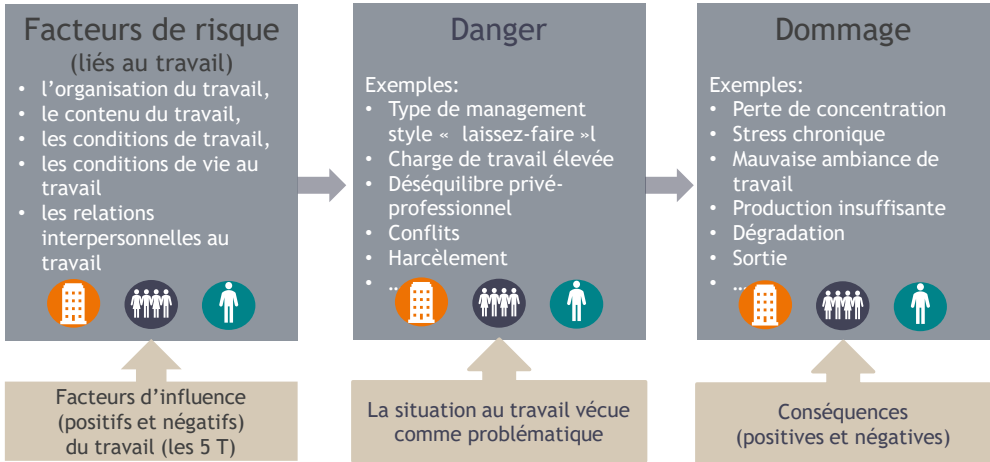 Facteurs de risque
(liés au travail)
• l’organisation du travail,
• le contenu du travail,
• les conditions de travail,
• les conditions de vie au
travail
• les relations
interpersonnelles au
travail
Danger
Exemples:
• Type de management
style « laissez-faire »l
• Charge de travail élevée
• Déséquilibre privé-
professionnel
• Conflits
• Harcèlement
• …
Dommage
Exemples:
• Perte de concentration
• Stress chronique
• Mauvaise ambiance de
travail
• Production insuffisante
• Dégradation
• Sortie
• …
Facteurs d’influence
(positifs et négatifs)
du travail (les 5 T)
La situation au travail vécue
comme problématique
Conséquences
(positives et négatives)